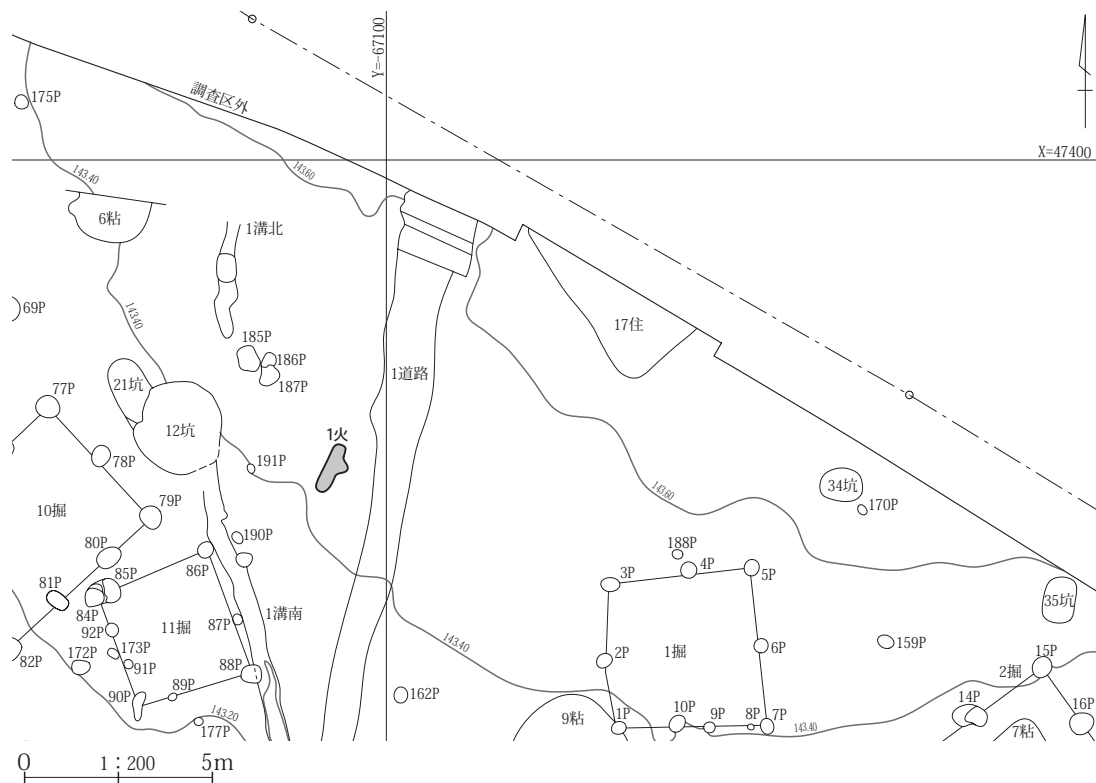 Y=-67100
調査区外
175P
X=47400
143.40
143.60
6粘
1溝北
69P
143.40
17住
185P
186P
187P
1道路
21坑
77P
12坑
1火
78P
191P
143.60
34坑
170P
79P
10掘
190P
80P
188P
86P
4P
85P
3P
5P
81P
84P
35坑
87P
11掘
1溝南
92P
173P
143.40
159P
82P
172P
91P
2P
1掘
6P
15P
88P
2掘
89P
90P
162P
14P
16P
143.20
177P
9粘
1P
10P
9P
8P
7P
143.40
7粘
0 1：200 5m